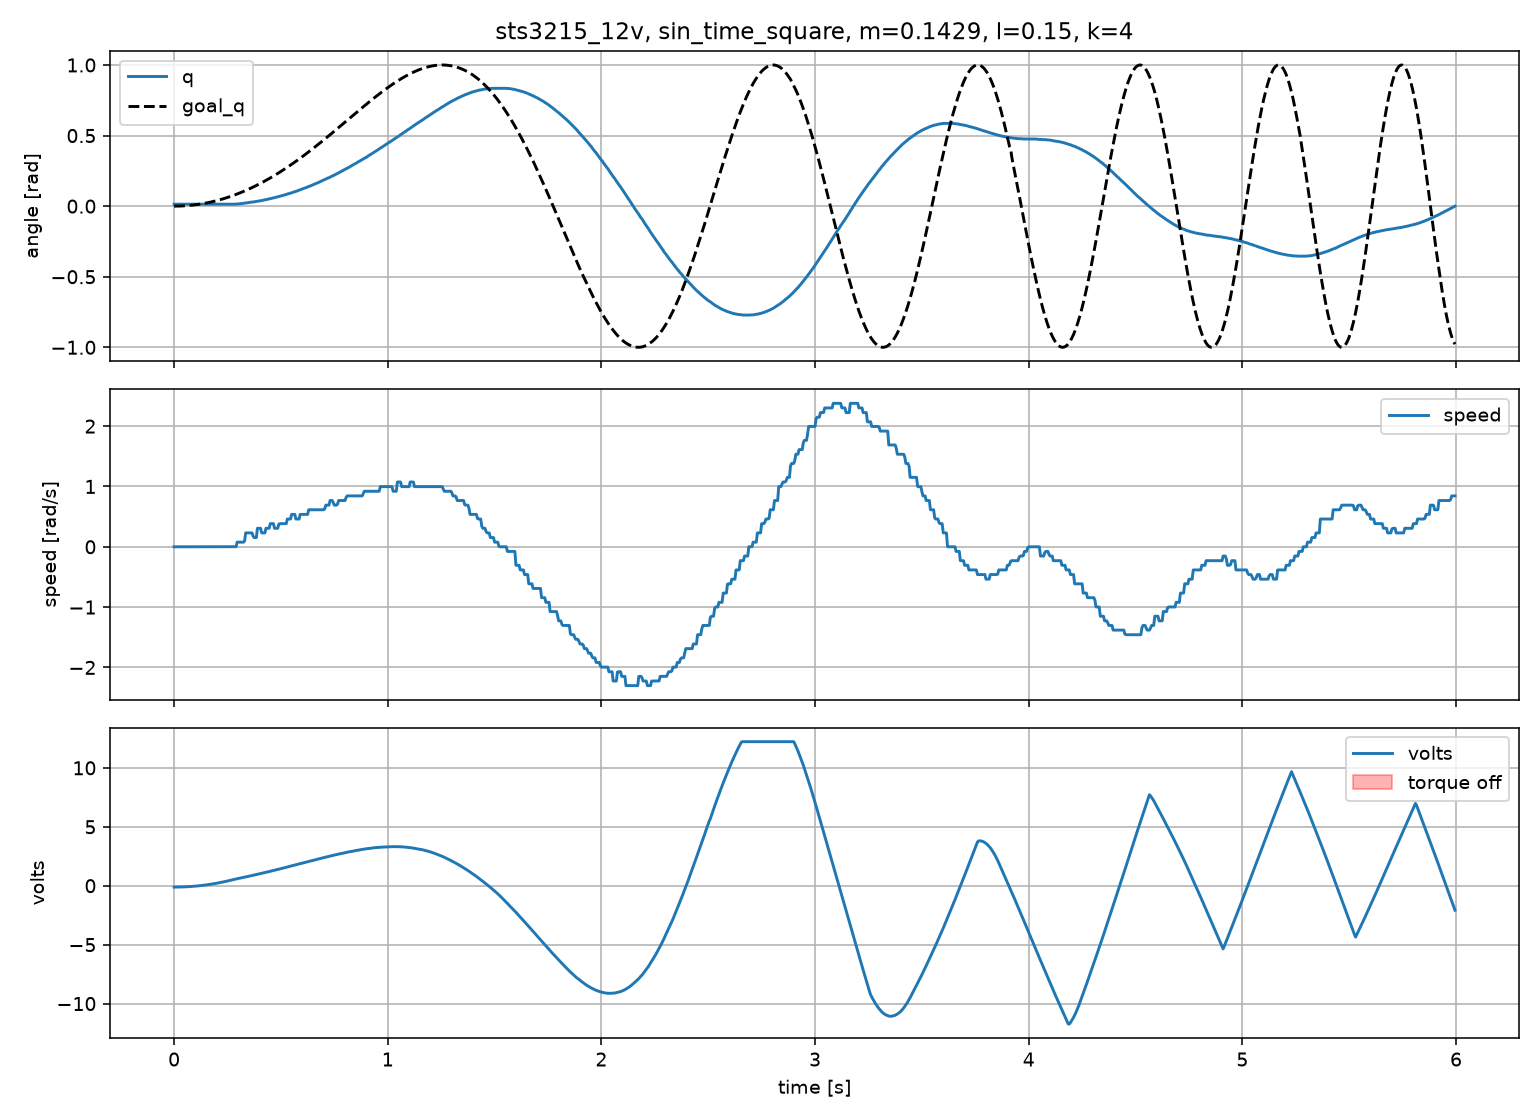 sts3215_12v, sin_time_square, m=0.1429, l=0.15, k=4
q
goal_q
1.0
0.5
0.0
−0.5
−1.0
angle [rad]
speed
2
1
0
−1
−2
speed [rad/s]
volts
torque off
10
5
0
−5
−10
volts
0 1 2 3 4 5 6
time [s]